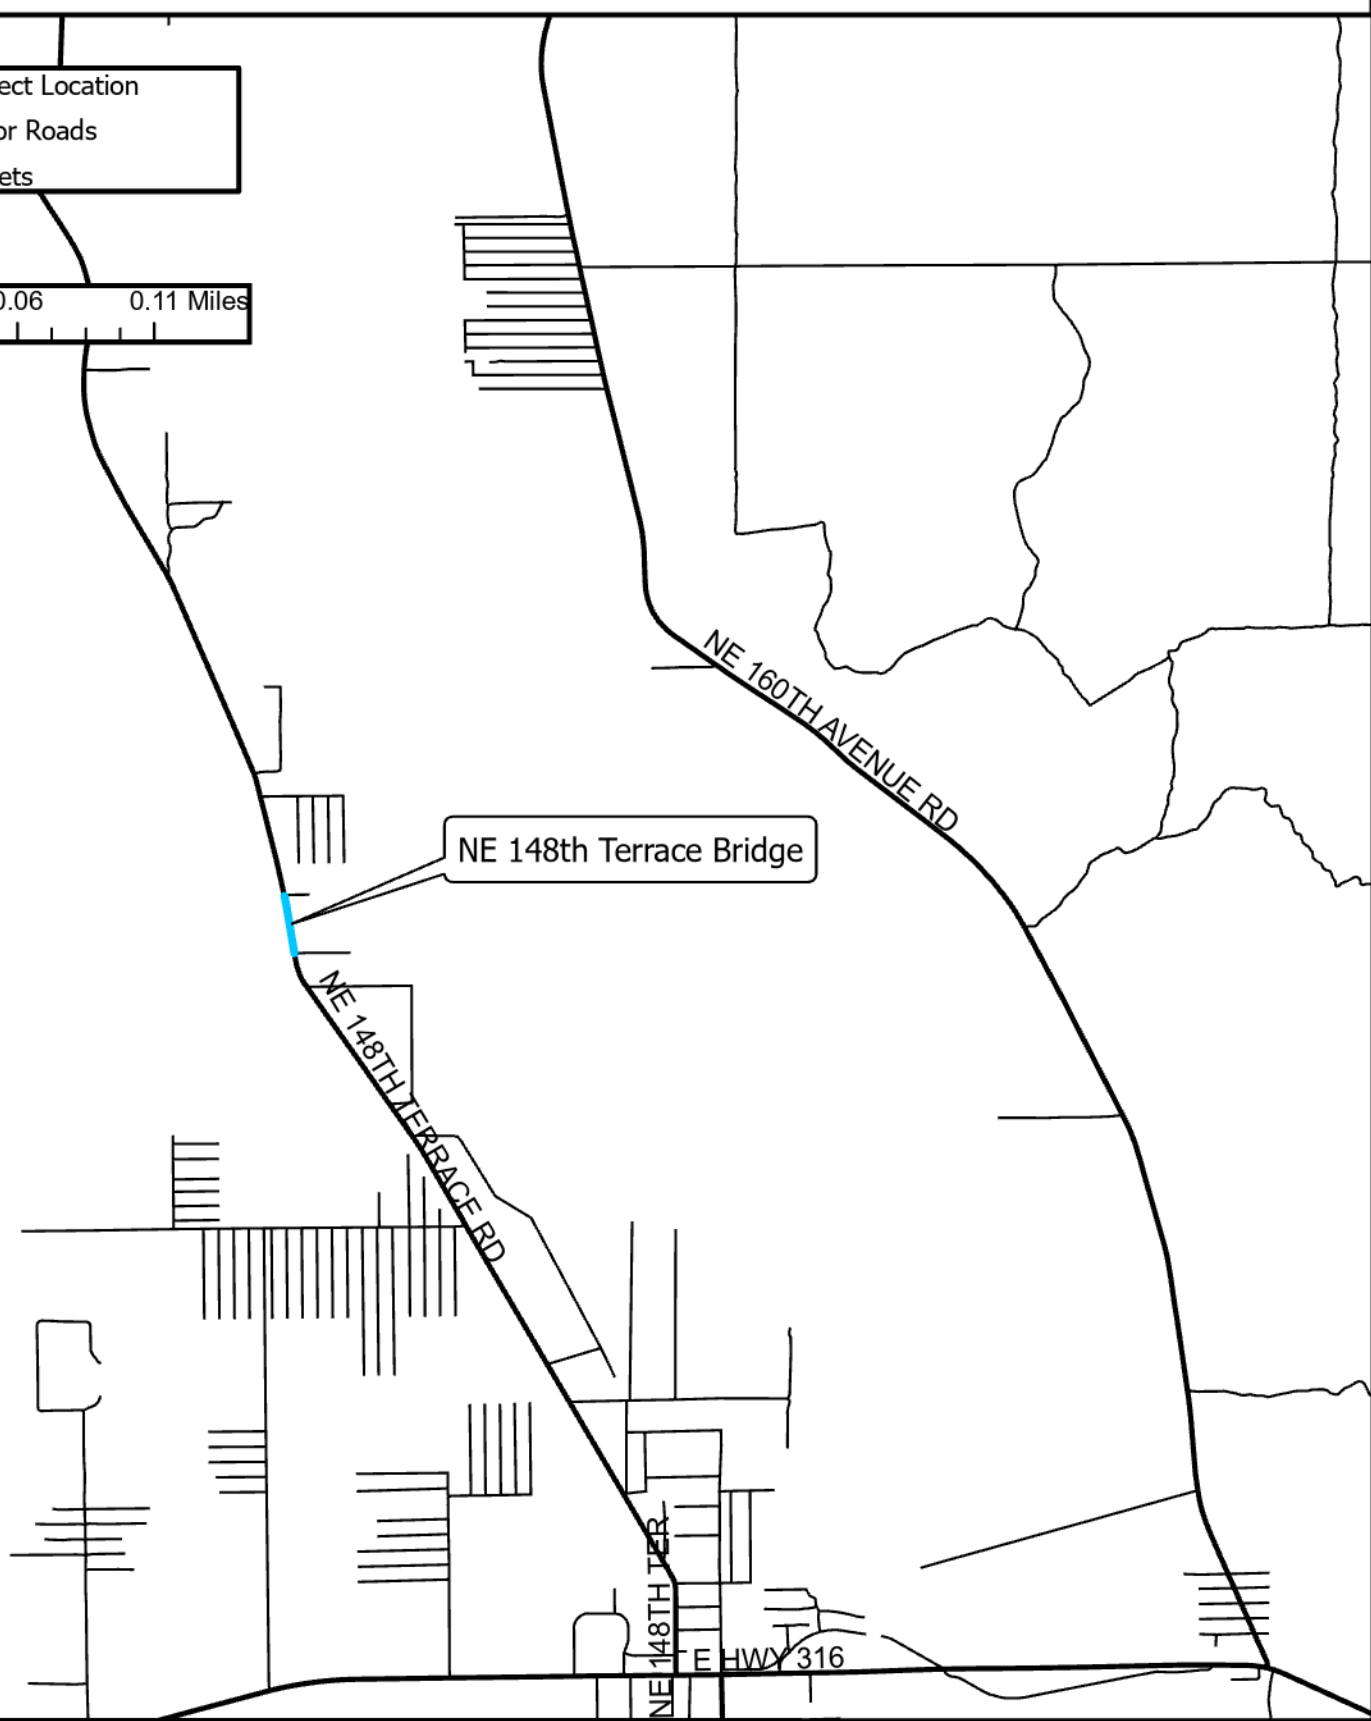 ect Location
or Roads
ets
0.06 0.11 Miles
NE 160TH AVENUE RD
NE 148th Terrace Bridge
NE 148TH TERRACE RD
NE 148TH TER
E HWY 316